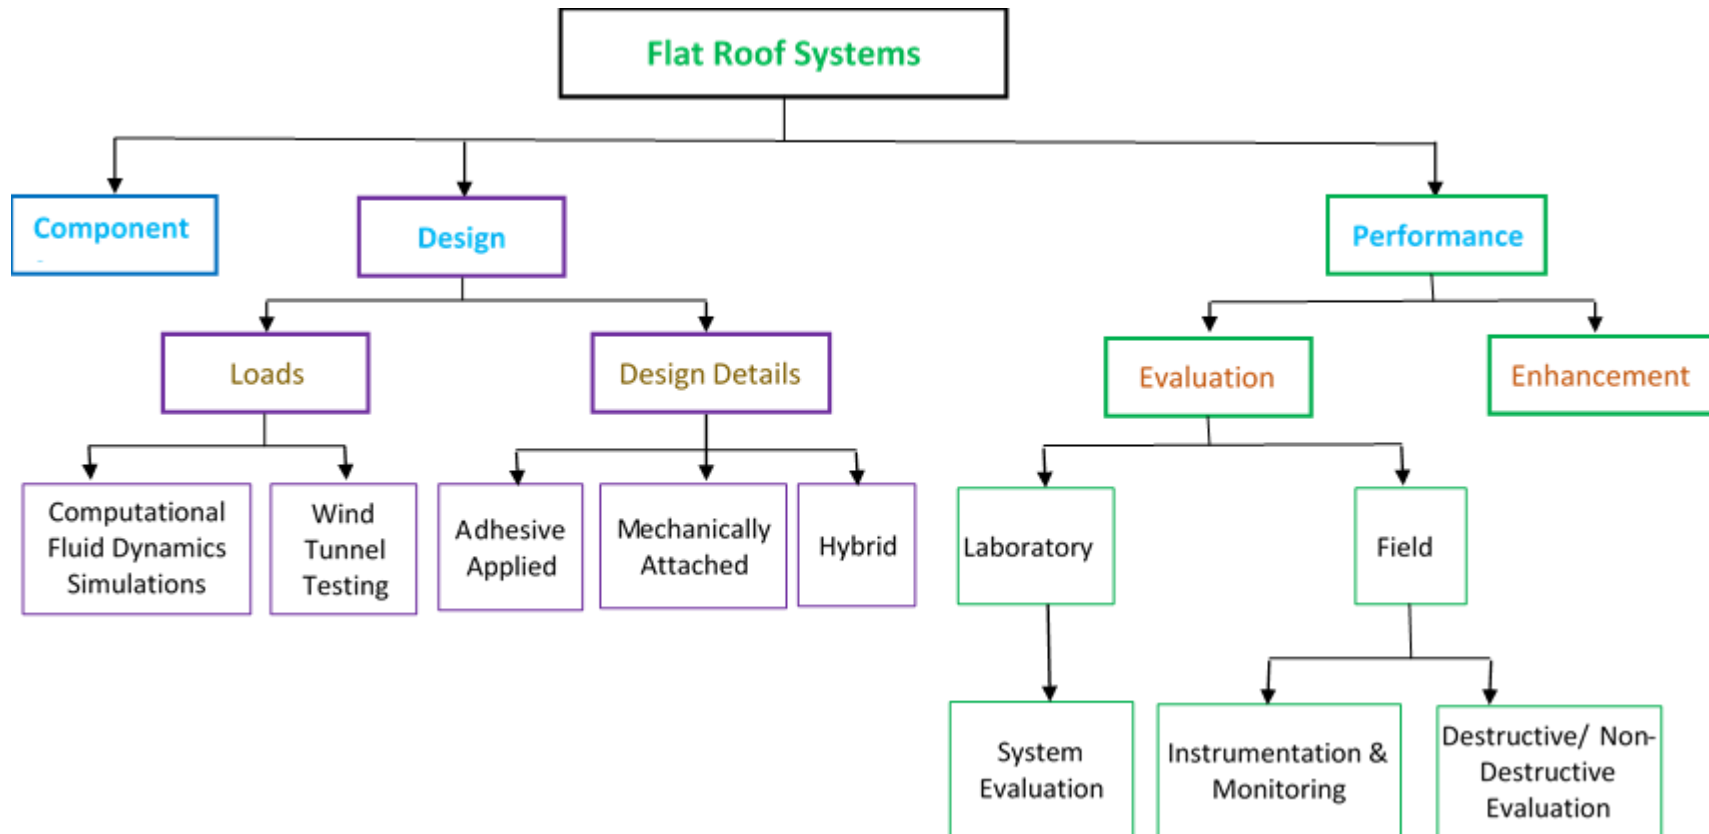 Flat Roof Systems
Component
Design
Performance
Loads
Design Details
Evaluation
Enhancement
Computational
Fluid Dynamics
Simulations
Wind
Tunnel
Testing
Adhesive
Applied
Mechanically
Attached
Hybrid
Laboratory
Field
System
Evaluation
Instrumentation &
Monitoring
Destructive/ Non-
Destructive
Evaluation